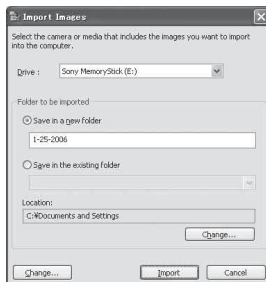 Import Images
Select the camera or media that includes the images you want to import
into the computer.
Drive :
Sony MemoryStick (E:)
Folder to be imported
Save in a new folder
1-25-2006
Save in the existing folder
Location:
C:¥Documents and Settings
Change...
Change...
Import
Cancel